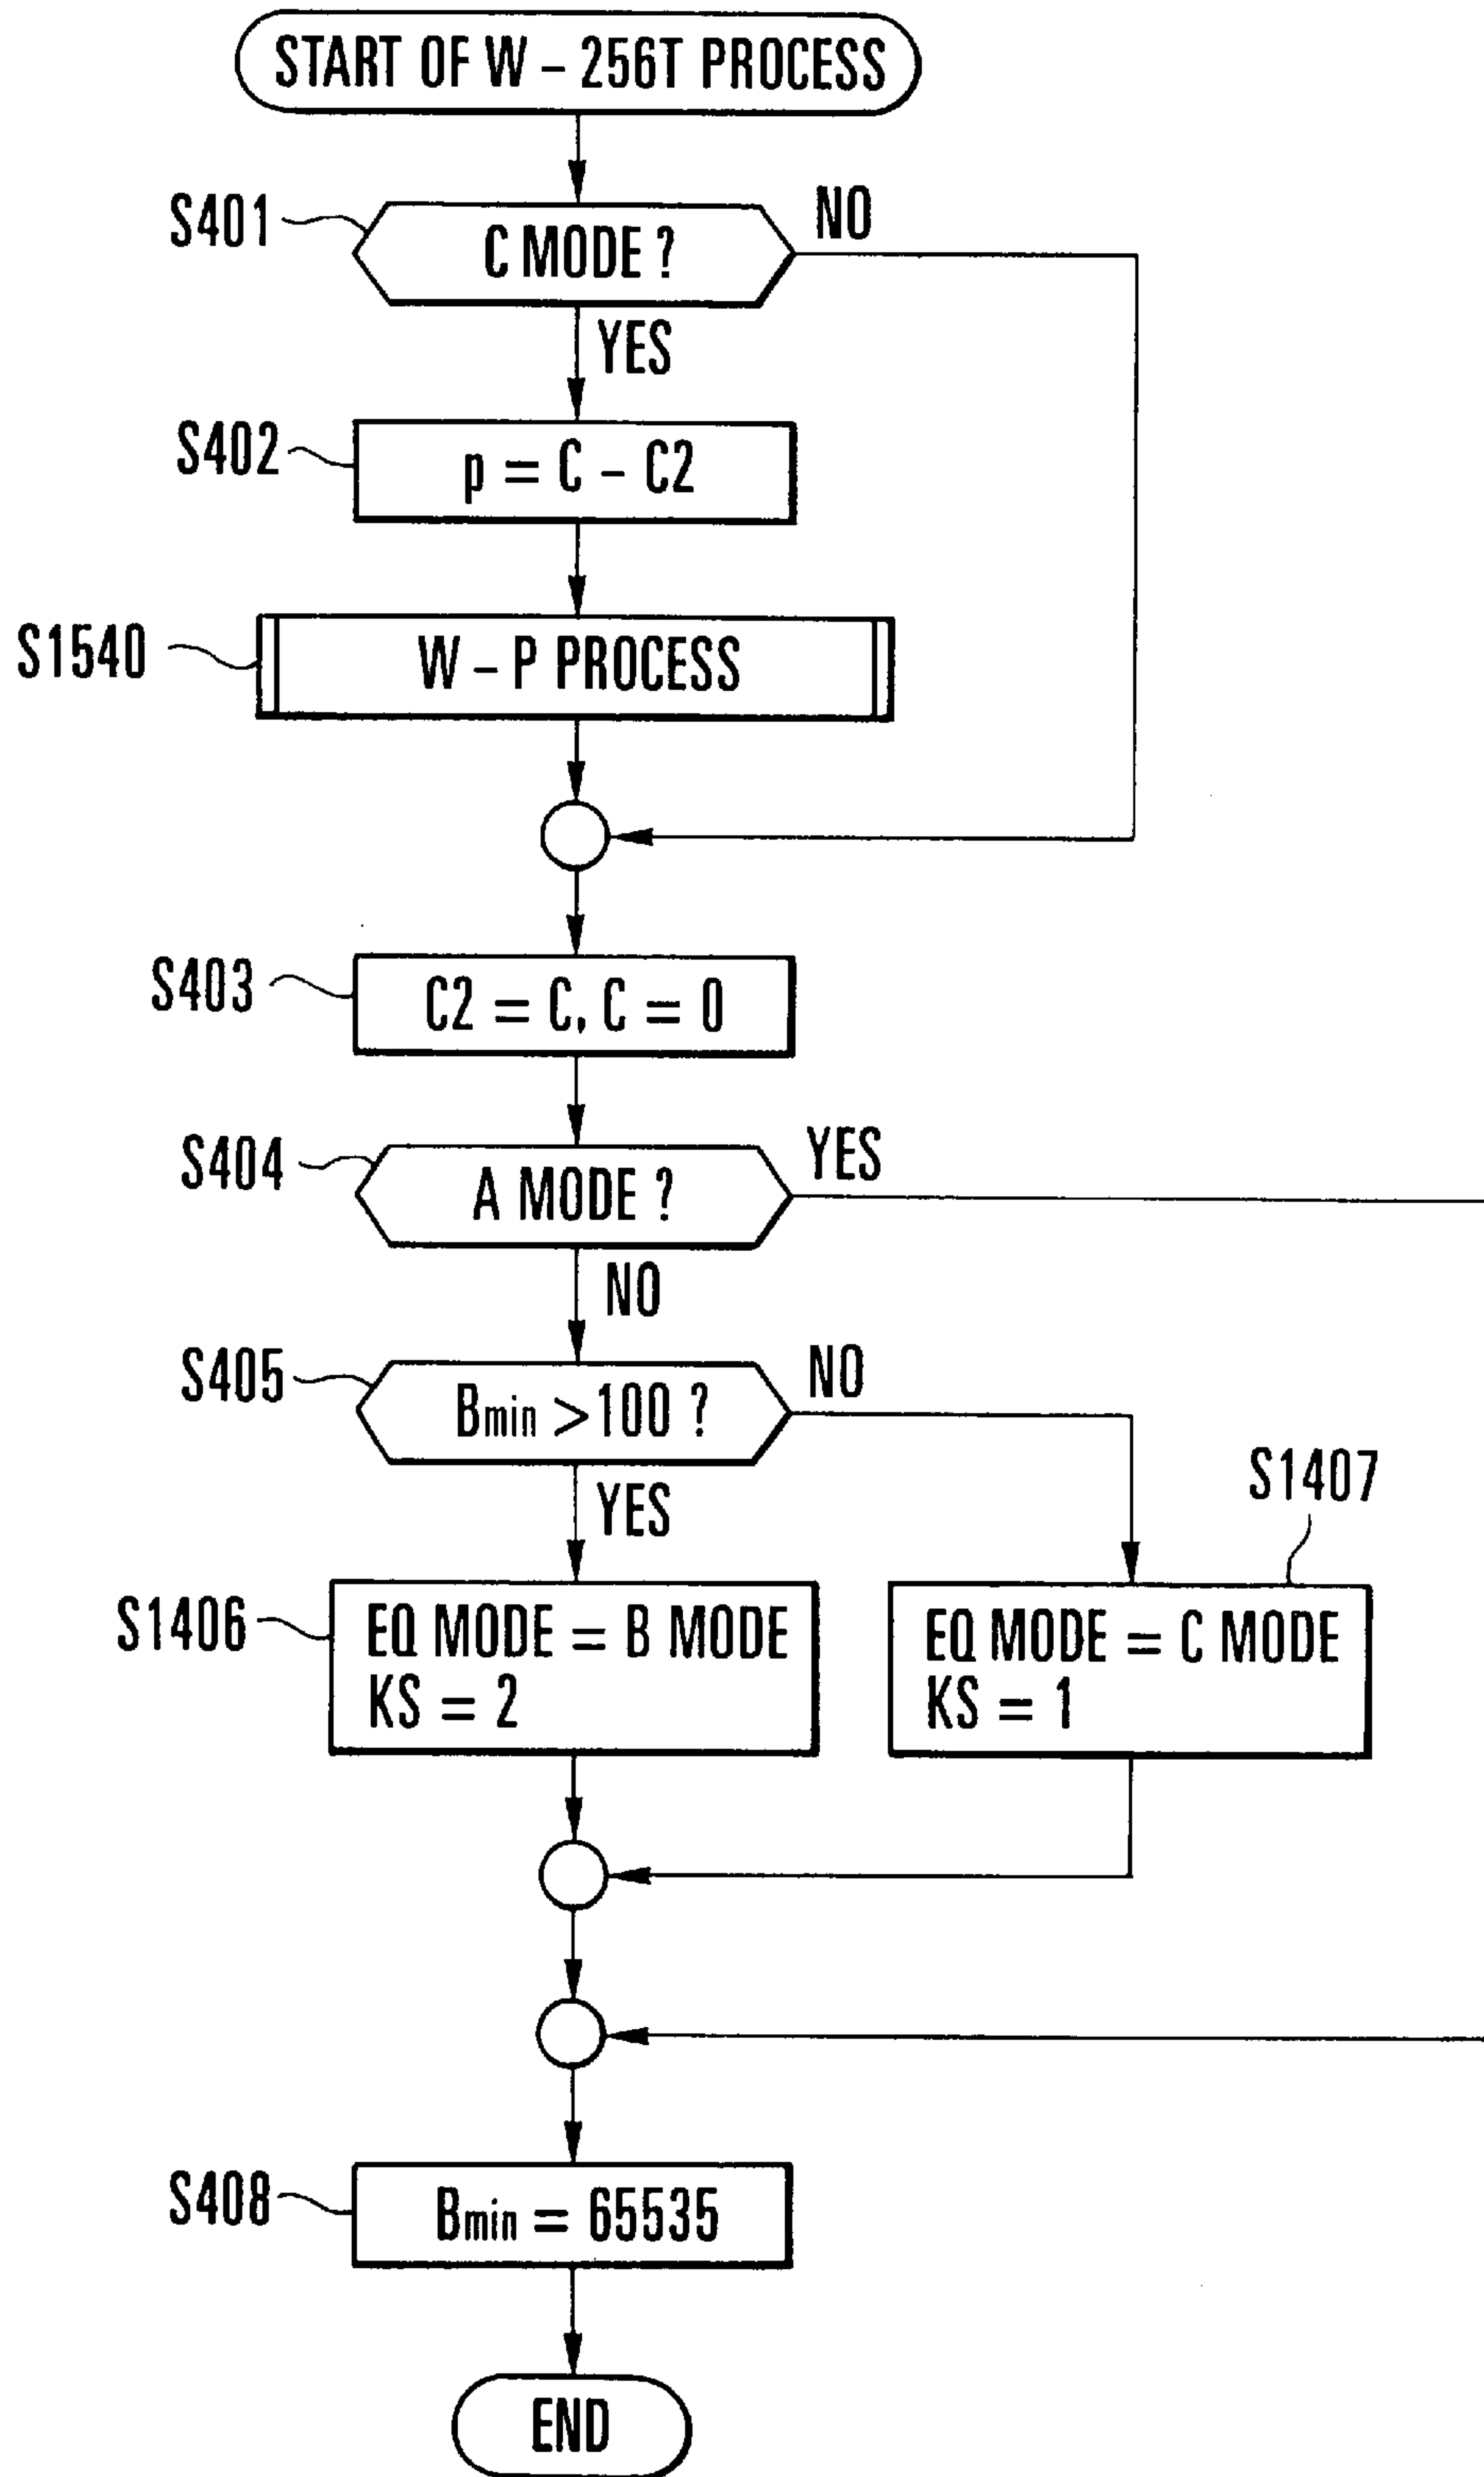 START OF W – 256T PROCESS
S401
C MODE ?
NO
YES
S402
p = C – C2
S1540
W – P PROCESS
S403
C2 = C, C = 0
S404
A MODE ?
YES
NO
S405
Bmin >100 ?
NO
YES
S1407
S1406
EQ MODE = B MODE
KS = 2
EQ MODE = C MODE
KS = 1
S408
Bmin = 65535
END